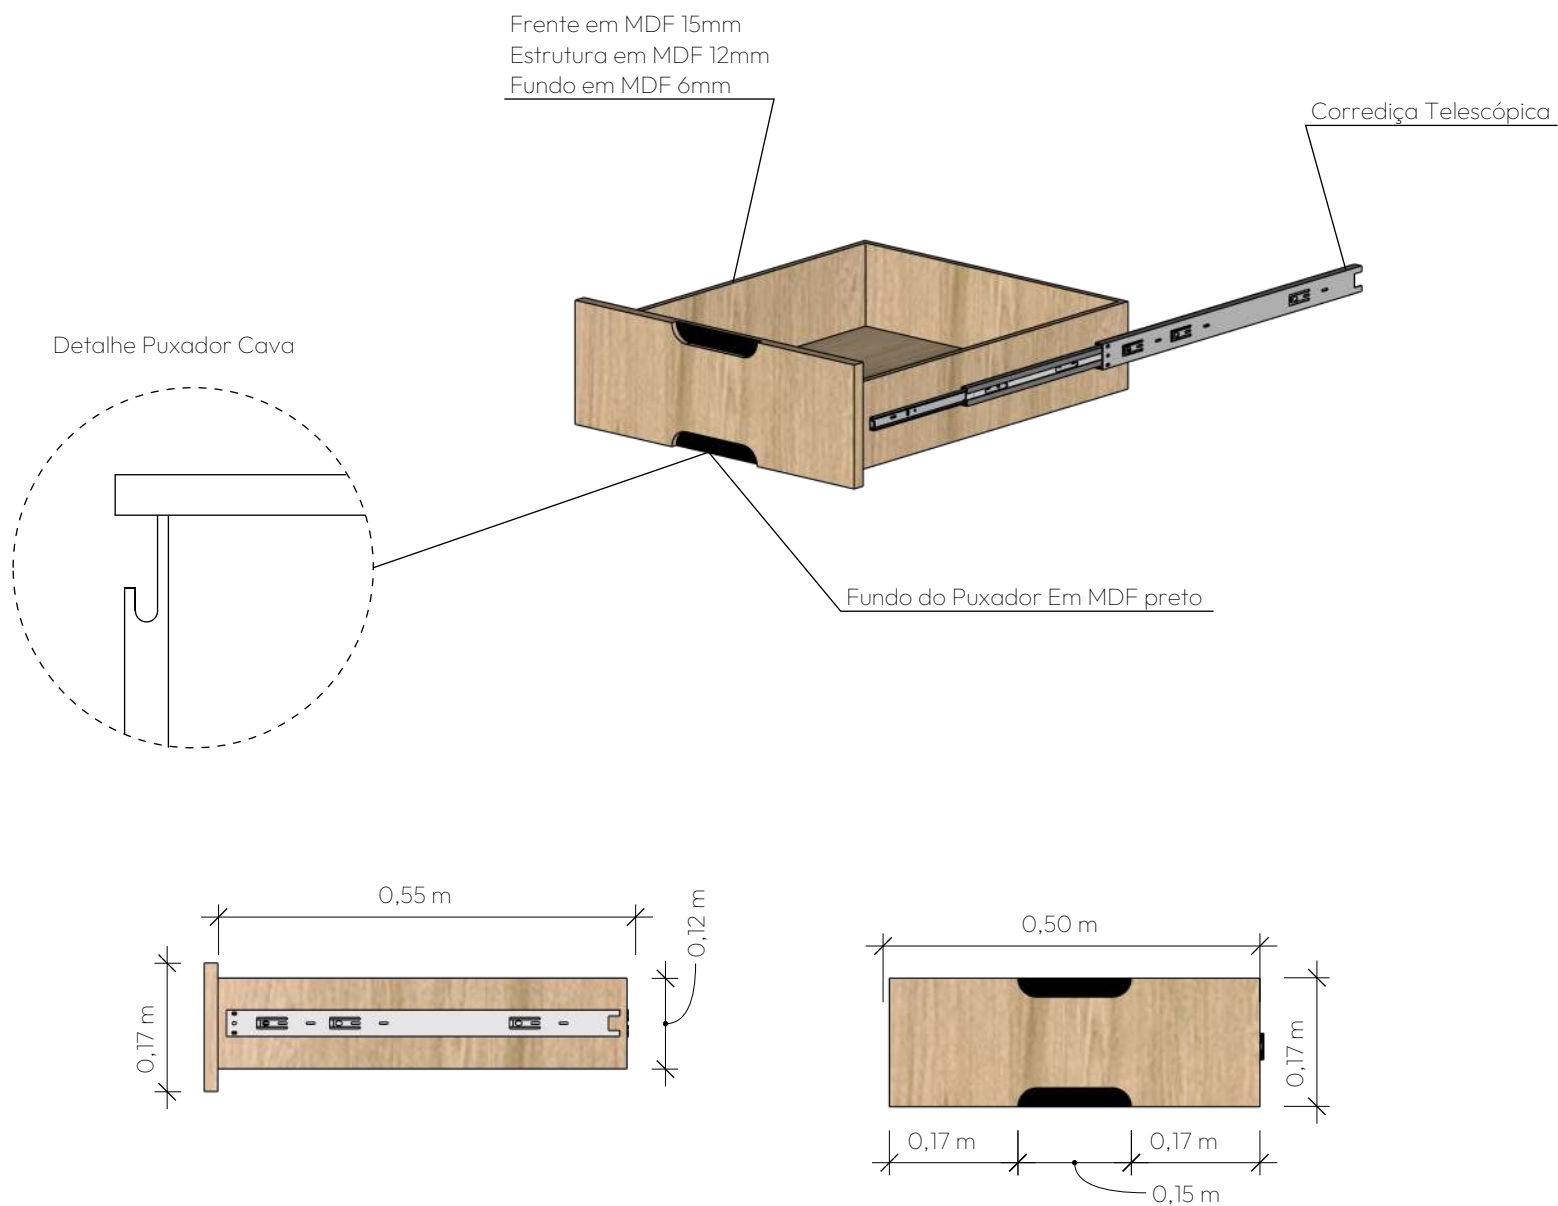 Frente em MDF 15mm
Estrutura em MDF 12mm
Fundo em MDF 6mm
Corrediça Telescópica
Detalhe Puxador Cava
Fundo do Puxador Em MDF preto
0,55 m
0,12 m
0,17 m
0,50 m
0,17 m
0,17 m
0,17 m
0,15 m